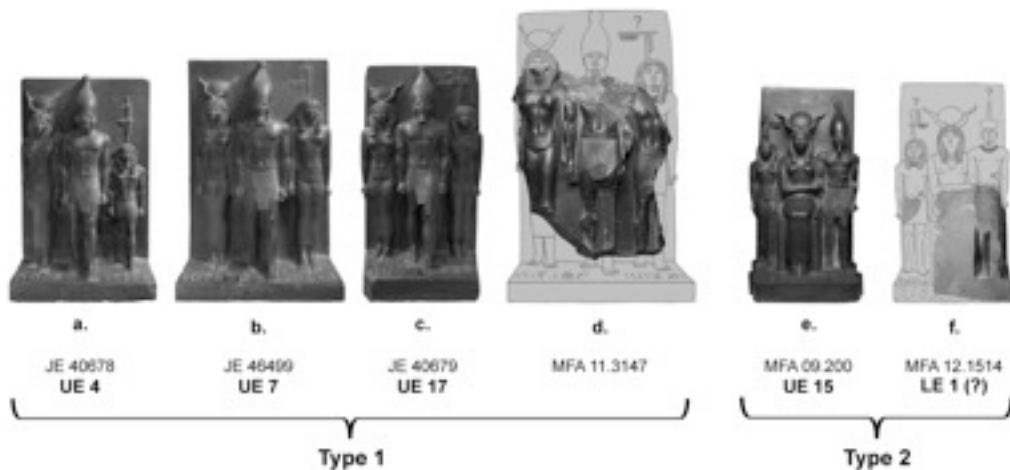 ?
?
?
a. b. c. d. e. f.
JE 40678 JE 46499 JE 40679 MFA 11.3147 MFA 09.200 MFA 12.1514
UE 4 UE 7 UE 17 UE 15 LE 1 (?)
Type 1 Type 2